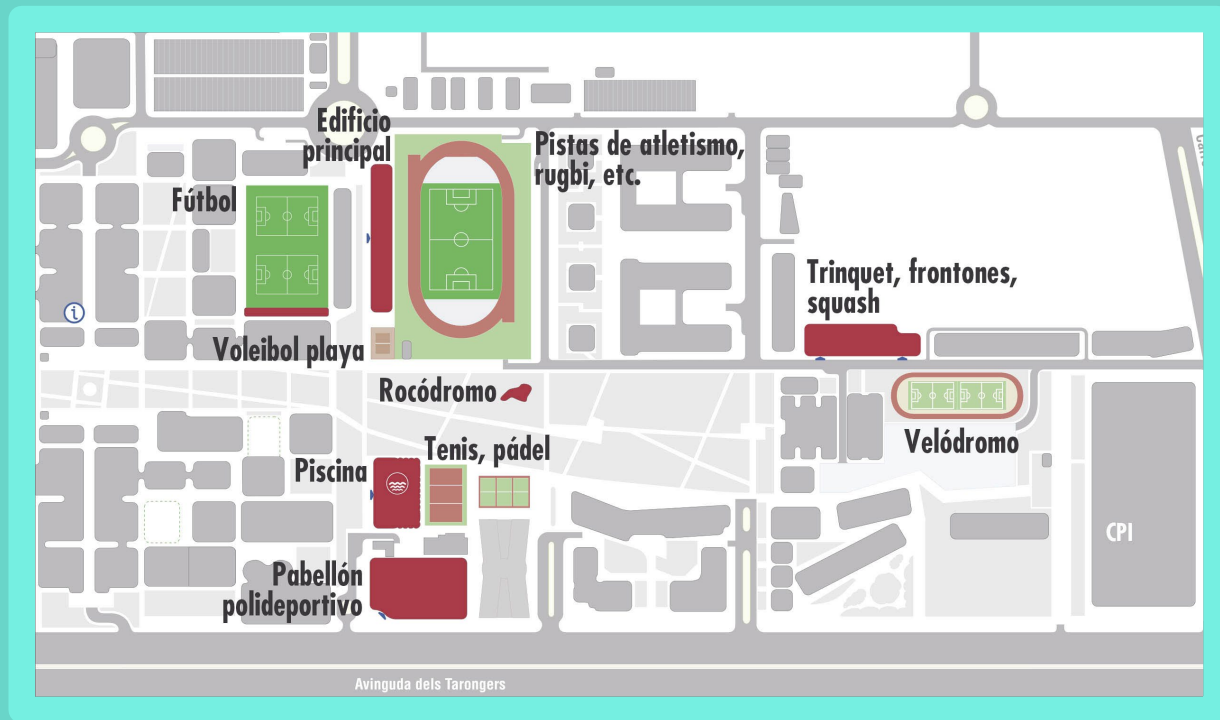 Edificio
principal
Pistas de atletismo,
rugbi, etc.
Fútbol
Trinquet, frontones,
squash
Voleibol playa
Rocódromo
Velódromo
Tenis, pádel
Piscina
CPI
Pabellón
polideportivo
Avinguda dels Tarongers
i